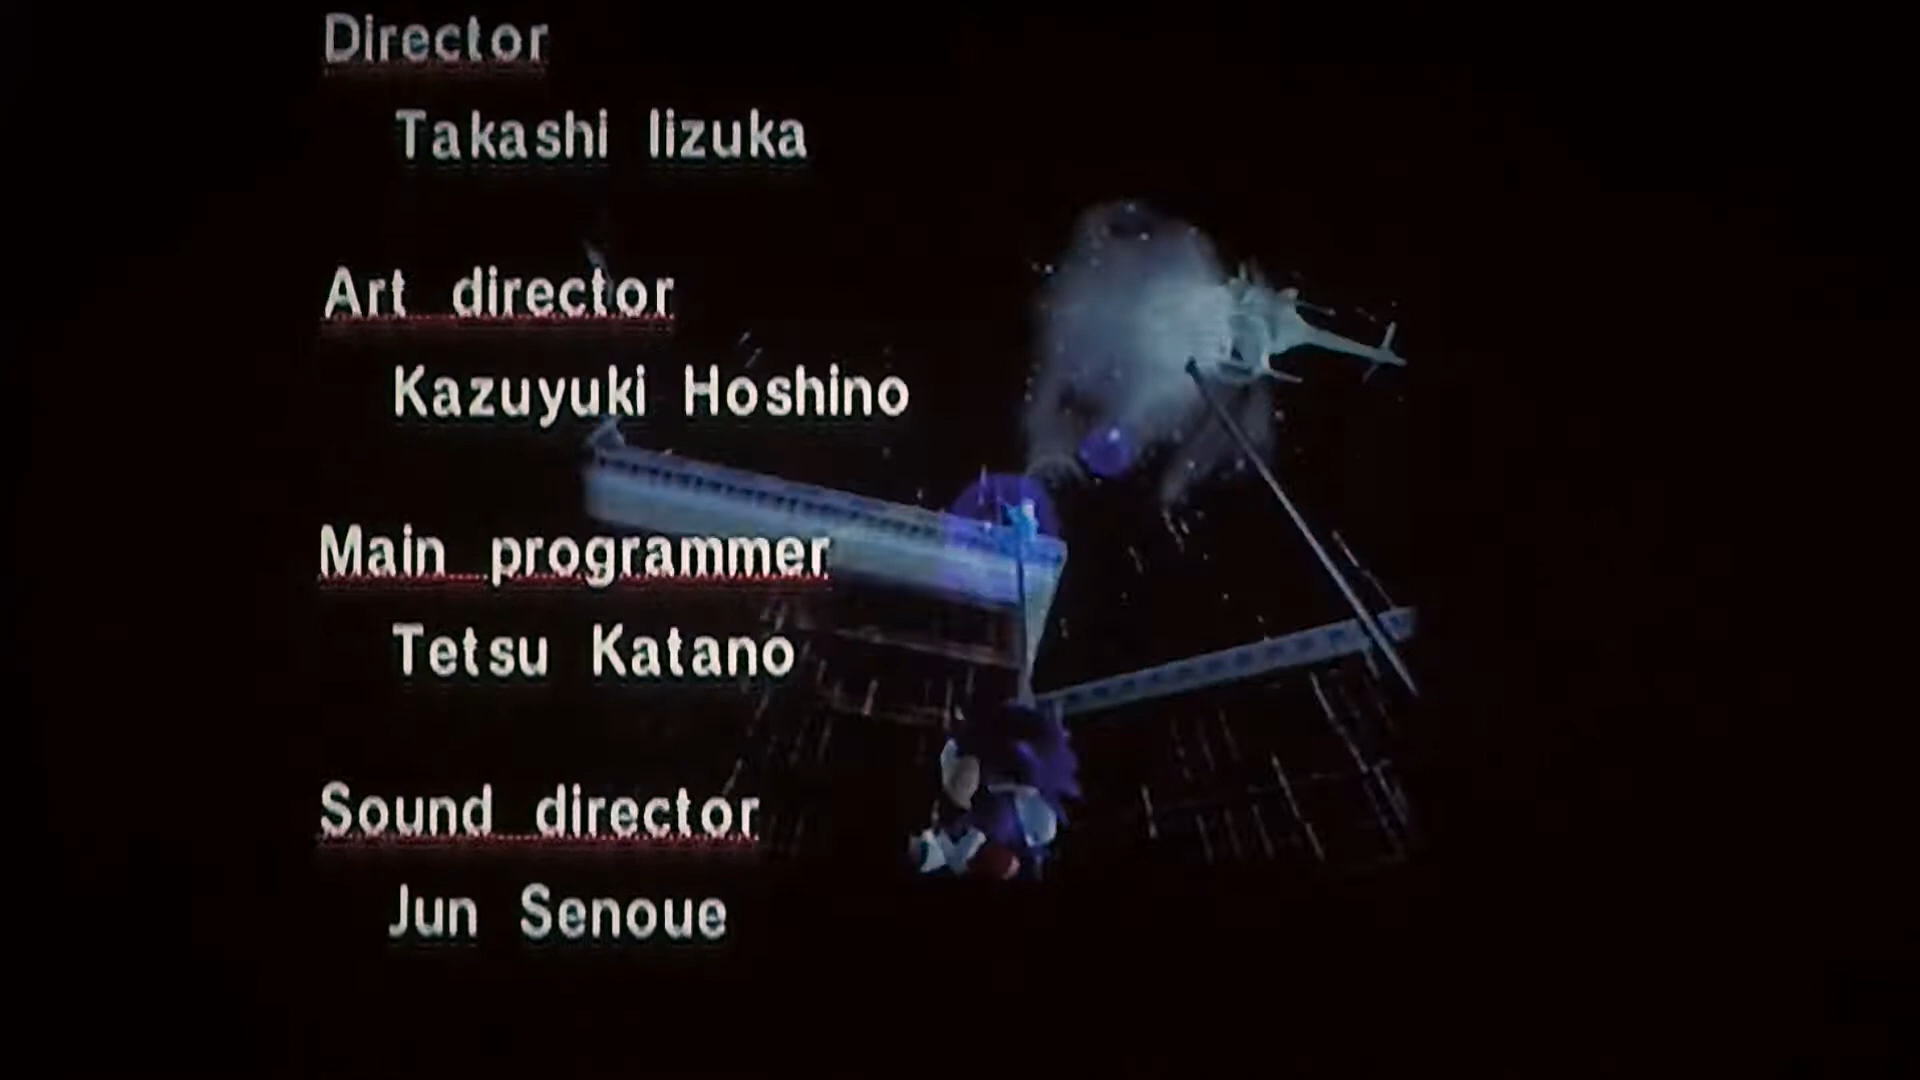 Director
Takashi Iizuka
Art director
Kazuyuki Hoshino
Main programmer
Tetsu Katano
Sound director
Jun Senoue